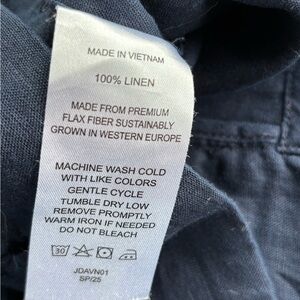 MADE IN VIETNAM
100% LINEN
MADE FROM PREMIUM
FLAX FIBER SUSTAINABLY
GROWN IN WESTERN EUROPE
MACHINE WASH COLD
WITH LIKE COLORS
GENTLE CYCLE
TUMBLE DRY LOW
REMOVE PROMPTLY
WARM IRON IF NEEDED
DO NOT BLEACH
30
JDAVN01
SP/25